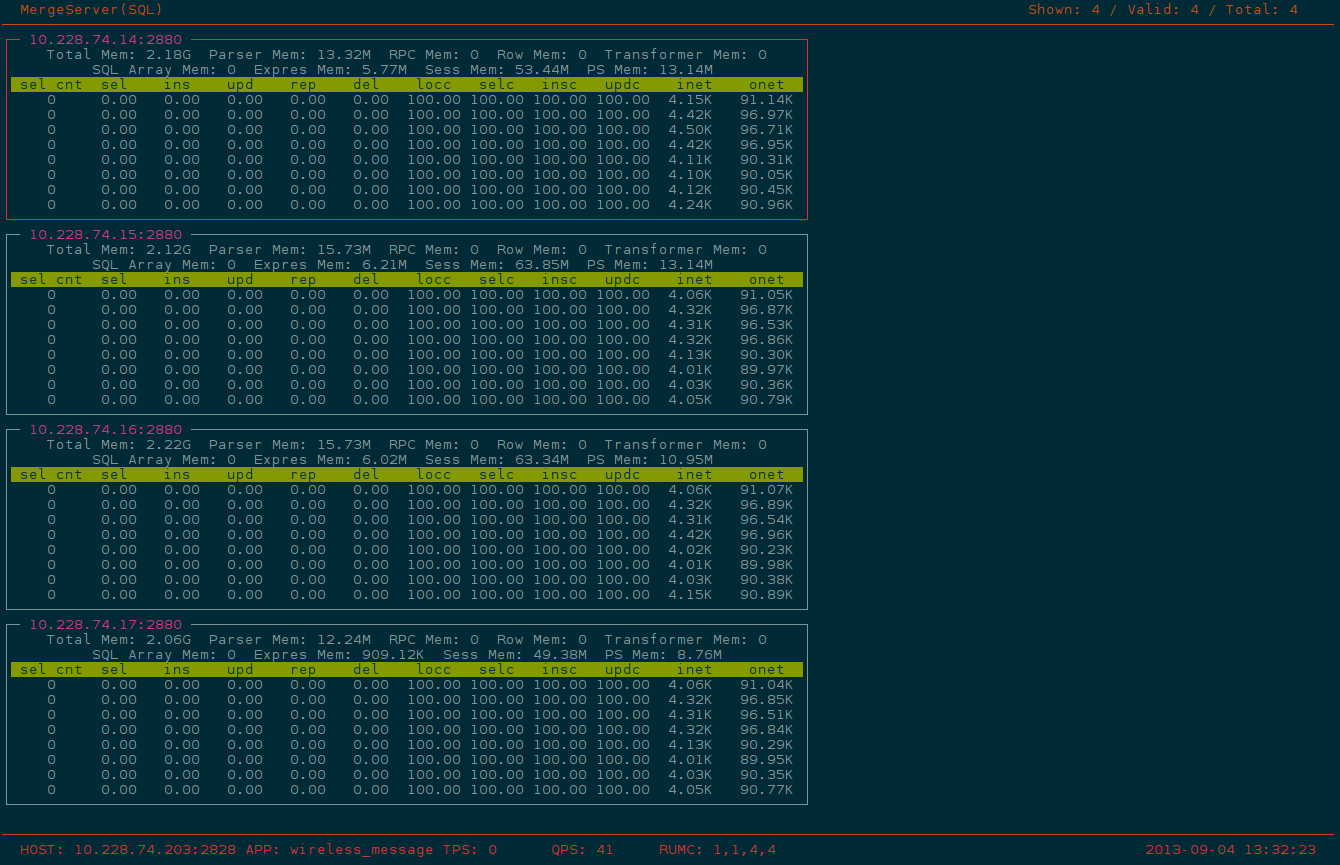 MergeServer(SQL) Shown: 4 / Valid: 4 / Total: 4
10.228.74.14:2880
Total Mem: 2.18G Parser Mem: 13.32M RPC Mem: 0 Row Mem: 0 Transformer Mem: 0
SQL Array Mem: 0 Expres Mem: 5.77M Sess Mem: 53.44M PS Mem: 13.14M
sel cnt sel ins upd rep del locc selc insc updc inet onet
0 0.00 0.00 0.00 0.00 0.00 100.00 100.00 100.00 100.00 4.15K 91.14K
0 0.00 0.00 0.00 0.00 0.00 100.00 100.00 100.00 100.00 4.42K 96.97K
0 0.00 0.00 0.00 0.00 0.00 100.00 100.00 100.00 100.00 4.50K 96.71K
0 0.00 0.00 0.00 0.00 0.00 100.00 100.00 100.00 100.00 4.42K 96.95K
0 0.00 0.00 0.00 0.00 0.00 100.00 100.00 100.00 100.00 4.11K 90.31K
0 0.00 0.00 0.00 0.00 0.00 100.00 100.00 100.00 100.00 4.10K 90.05K
0 0.00 0.00 0.00 0.00 0.00 100.00 100.00 100.00 100.00 4.12K 90.45K
0 0.00 0.00 0.00 0.00 0.00 100.00 100.00 100.00 100.00 4.24K 90.96K
10.228.74.15:2880
Total Mem: 2.12G Parser Mem: 15.73M RPC Mem: 0 Row Mem: 0 Transformer Mem: 0
SQL Array Mem: 0 Expres Mem: 6.21M Sess Mem: 63.85M PS Mem: 13.14M
sel cnt sel ins upd rep del locc selc insc updc inet onet
0 0.00 0.00 0.00 0.00 0.00 100.00 100.00 100.00 100.00 4.06K 91.05K
0 0.00 0.00 0.00 0.00 0.00 100.00 100.00 100.00 100.00 4.32K 96.87K
0 0.00 0.00 0.00 0.00 0.00 100.00 100.00 100.00 100.00 4.31K 96.53K
0 0.00 0.00 0.00 0.00 0.00 100.00 100.00 100.00 100.00 4.32K 96.86K
0 0.00 0.00 0.00 0.00 0.00 100.00 100.00 100.00 100.00 4.13K 90.30K
0 0.00 0.00 0.00 0.00 0.00 100.00 100.00 100.00 100.00 4.01K 89.97K
0 0.00 0.00 0.00 0.00 0.00 100.00 100.00 100.00 100.00 4.03K 90.36K
0 0.00 0.00 0.00 0.00 0.00 100.00 100.00 100.00 100.00 4.05K 90.79K
10.228.74.16:2880
Total Mem: 2.22G Parser Mem: 15.73M RPC Mem: 0 Row Mem: 0 Transformer Mem: 0
SQL Array Mem: 0 Expres Mem: 6.02M Sess Mem: 63.34M PS Mem: 10.95M
sel cnt sel ins upd rep del locc selc insc updc inet onet
0 0.00 0.00 0.00 0.00 0.00 100.00 100.00 100.00 100.00 4.06K 91.07K
0 0.00 0.00 0.00 0.00 0.00 100.00 100.00 100.00 100.00 4.32K 96.89K
0 0.00 0.00 0.00 0.00 0.00 100.00 100.00 100.00 100.00 4.31K 96.54K
0 0.00 0.00 0.00 0.00 0.00 100.00 100.00 100.00 100.00 4.42K 96.96K
0 0.00 0.00 0.00 0.00 0.00 100.00 100.00 100.00 100.00 4.02K 90.23K
0 0.00 0.00 0.00 0.00 0.00 100.00 100.00 100.00 100.00 4.01K 89.98K
0 0.00 0.00 0.00 0.00 0.00 100.00 100.00 100.00 100.00 4.03K 90.38K
0 0.00 0.00 0.00 0.00 0.00 100.00 100.00 100.00 100.00 4.15K 90.89K
10.228.74.17:2880
Total Mem: 2.06G Parser Mem: 12.24M RPC Mem: 0 Row Mem: 0 Transformer Mem: 0
SQL Array Mem: 0 Expres Mem: 909.12K Sess Mem: 49.38M PS Mem: 8.76M
sel cnt sel ins upd rep del locc selc insc updc inet onet
0 0.00 0.00 0.00 0.00 0.00 100.00 100.00 100.00 100.00 4.06K 91.04K
0 0.00 0.00 0.00 0.00 0.00 100.00 100.00 100.00 100.00 4.32K 96.85K
0 0.00 0.00 0.00 0.00 0.00 100.00 100.00 100.00 100.00 4.31K 96.51K
0 0.00 0.00 0.00 0.00 0.00 100.00 100.00 100.00 100.00 4.32K 96.84K
0 0.00 0.00 0.00 0.00 0.00 100.00 100.00 100.00 100.00 4.13K 90.29K
0 0.00 0.00 0.00 0.00 0.00 100.00 100.00 100.00 100.00 4.01K 89.95K
0 0.00 0.00 0.00 0.00 0.00 100.00 100.00 100.00 100.00 4.03K 90.35K
0 0.00 0.00 0.00 0.00 0.00 100.00 100.00 100.00 100.00 4.05K 90.77K
HOST: 10.228.74.203:2828 APP: wireless_message TPS: 0 QPS: 41 RUMC: 1,1,4,4 2013-09-04 13:32:23